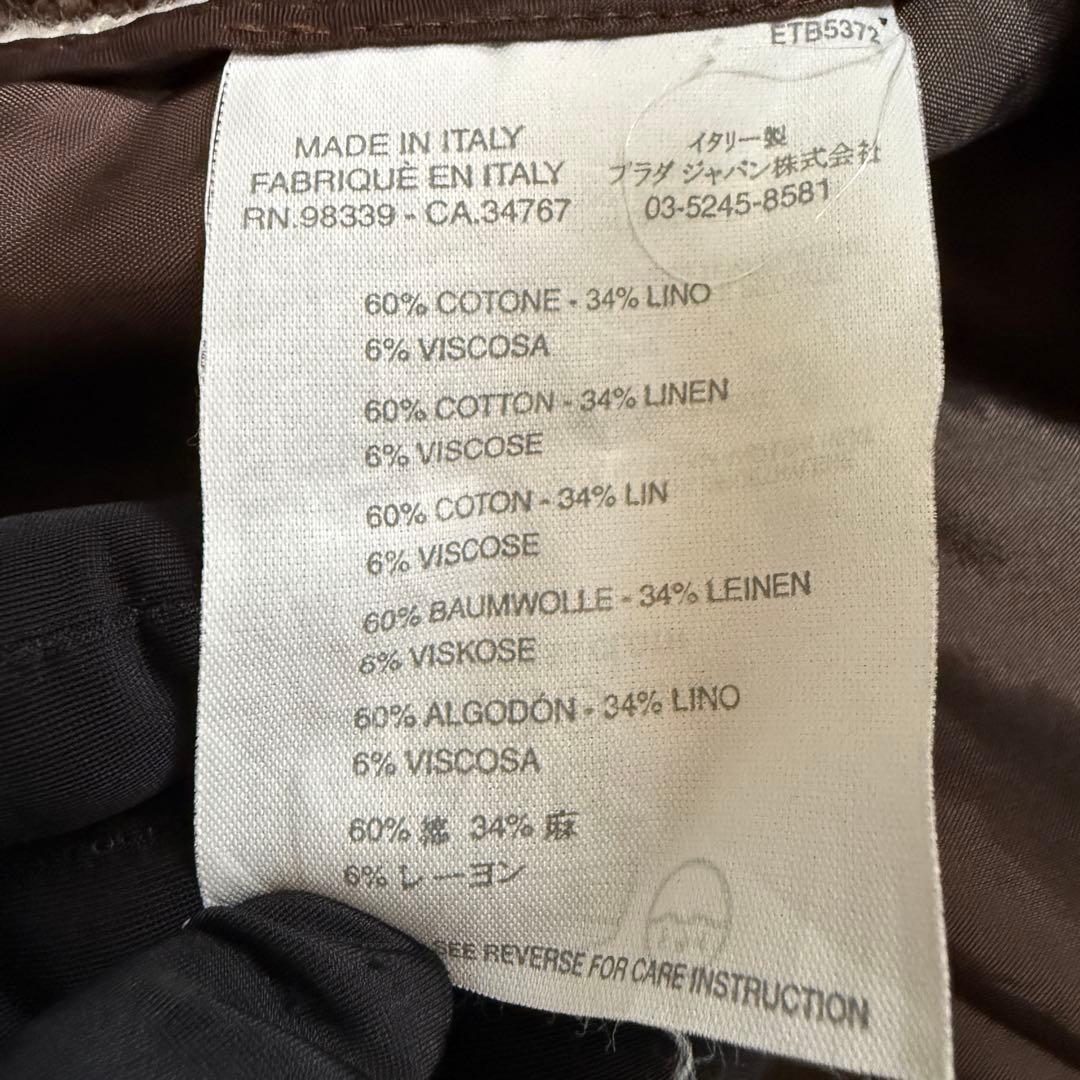 ETB5372
MADE IN ITALY
FABRIQUÈ EN ITALY
RN.98339 - CA.34767
イタリー製
プラダ ジャパン株式会社
03-5245-8581
60% COTONE - 34% LINO
6% VISCOSA
60% COTTON - 34% LINEN
6% VISCOSE
60% COTON - 34% LIN
6% VISCOSE
60% BAUMWOLLE - 34% LEINEN
6% VISKOSE
60% ALGODÓN - 34% LINO
6% VISCOSA
60% 綿 34% 麻
6% レーヨン
SEE REVERSE FOR CARE INSTRUCTION